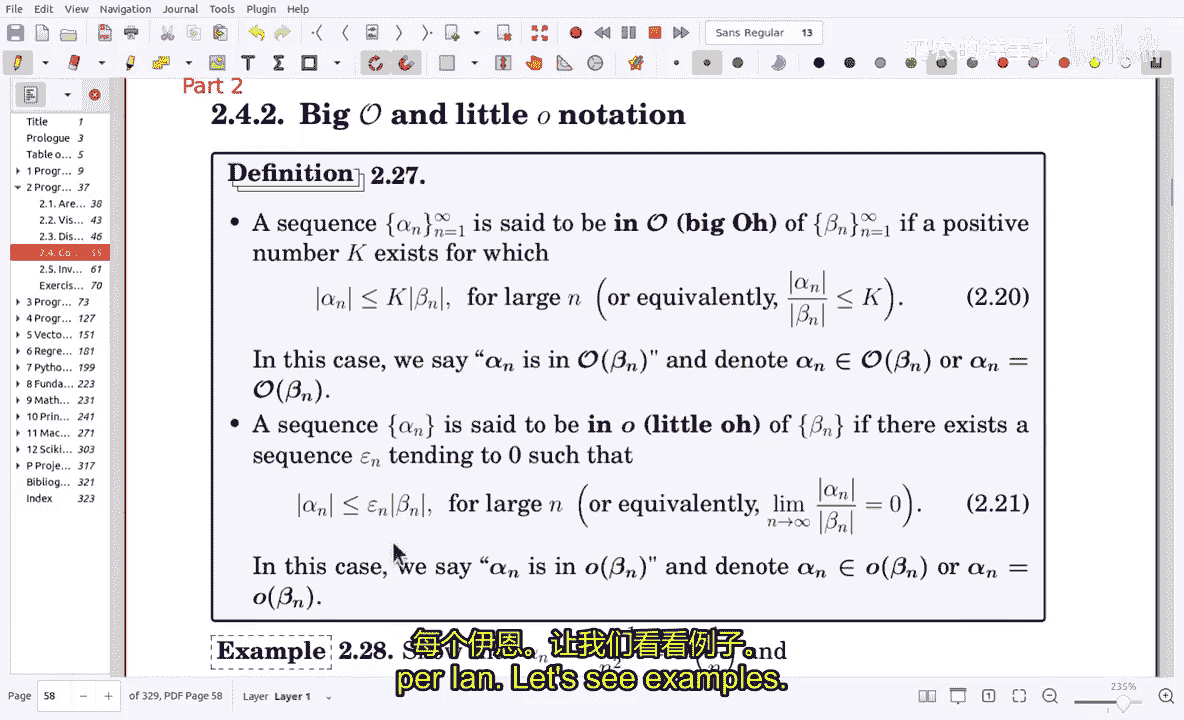 File Edit View Navigation Journal Tools Plugin Help
Sans Regular 13
Title 1
Prologue 3
Table o... 5
1 Progr... 9
2 Progr... 37
2.1. Are... 38
2.2. Vis... 43
2.3. Dis... 46
2.4. Co... 55
2.5. Inv... 61
Exercis... 70
3 Progr... 73
4 Progr... 127
5 Vecto... 151
6 Regre... 181
7 Pytho... 199
8 Funda... 223
9 Math... 231
10 Prin... 241
11 Mac... 271
12 Sciki... 303
P Proje... 317
Bibliog... 321
Index 323
Part 2
2.4.2. Big 𝒪 and little o notation
Definition 2.27.
• A sequence {αₙ}ₙ₌₁^∞ is said to be in 𝒪 (big Oh) of {βₙ}ₙ₌₁^∞ if a positive
number K exists for which
|αₙ| ≤ K|βₙ|, for large n (or equivalently, |αₙ|/|βₙ| ≤ K). (2.20)
In this case, we say “αₙ is in 𝒪(βₙ)" and denote αₙ ∈ 𝒪(βₙ) or αₙ =
𝒪(βₙ).
• A sequence {αₙ} is said to be in o (little oh) of {βₙ} if there exists a
sequence εₙ tending to 0 such that
|αₙ| ≤ εₙ|βₙ|, for large n (or equivalently, lim n→∞ |αₙ|/|βₙ| = 0). (2.21)
In this case, we say “αₙ is in o(βₙ)" and denote αₙ ∈ o(βₙ) or αₙ =
o(βₙ).
Example 2.28.
and
每个伊恩。让我们看看例子。
per Ian. Let's see examples.
Page 58 of 329, PDF Page 58 Layer Layer 1 235%